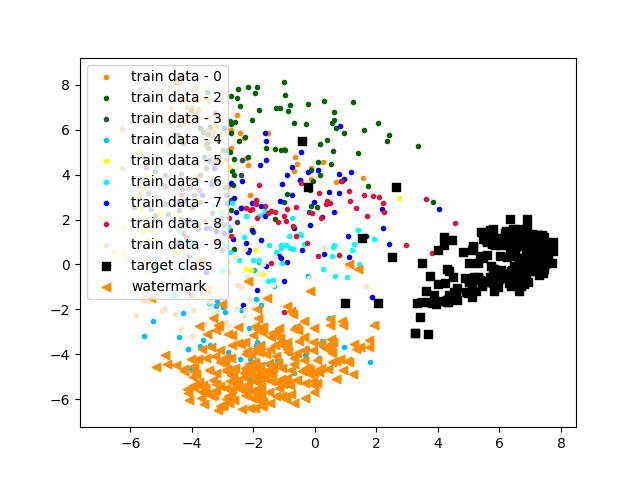 8
6
4
2
0
−2
−4
−6
train data - 0
train data - 2
train data - 3
train data - 4
train data - 5
train data - 6
train data - 7
train data - 8
train data - 9
target class
watermark
−6 −4 −2 0 2 4 6 8